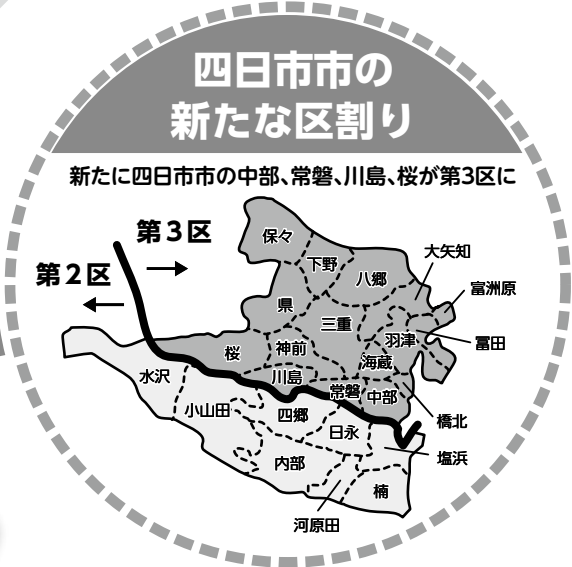 四日市市の
新たな区割り
新たに四日市市の中部、常磐、川島、桜が第3区に
第3区
第2区
保々
下野
八郷
大矢知
富洲原
県
三重
羽津
富田
桜
神前
海蔵
水沢
川島
常磐
中部
小山田
四郷
橋北
日永
塩浜
内部
楠
河原田